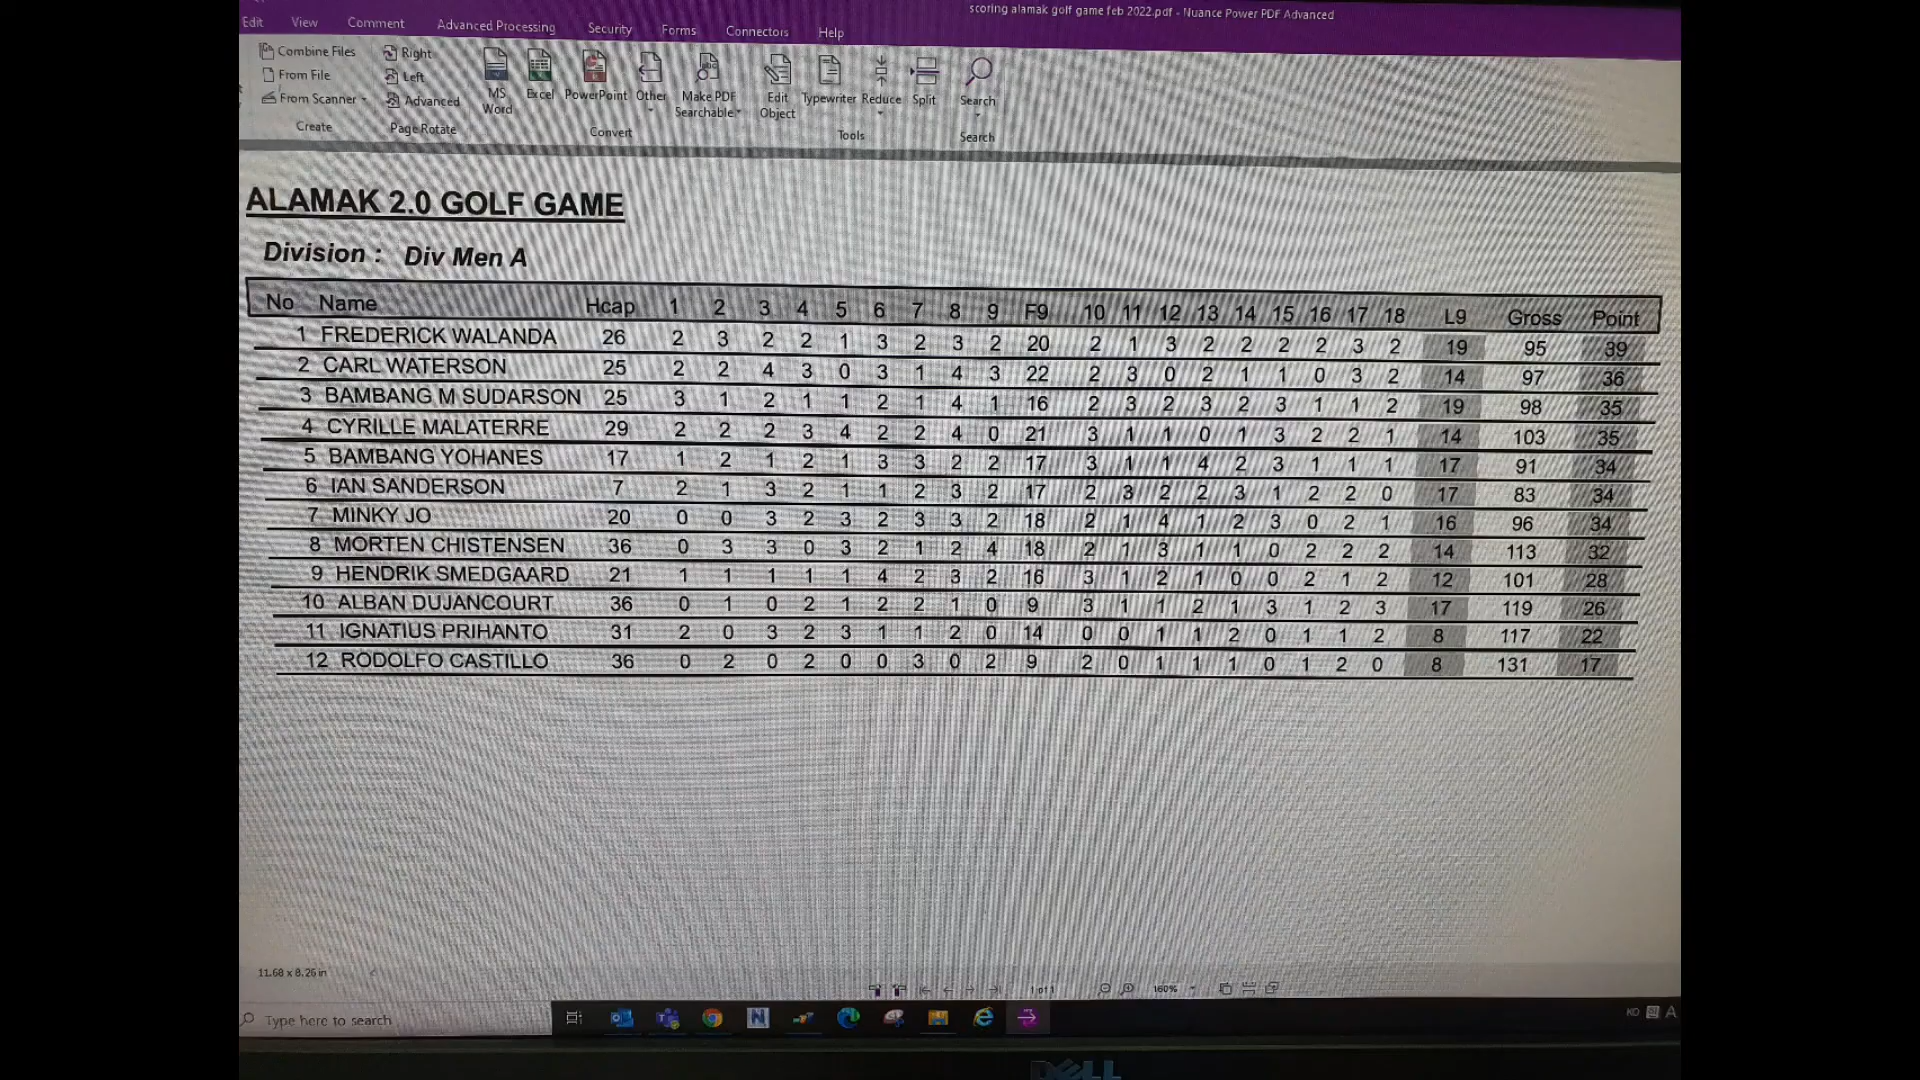 scoring alamak golf game feb 2022.pdf - Nuance Power PDF Advanced
Edit View Comment Advanced Processing Security Forms Connectors Help
Combine Files Right
From File Left
From Scanner Advanced
MS Word Excel PowerPoint Other Make PDF Searchable Edit Object Typewriter Reduce Split Search
Create Page Rotate Convert Tools Search
ALAMAK 2.0 GOLF GAME
Division : Div Men A
No Name Hcap 1 2 3 4 5 6 7 8 9 F9 10 11 12 13 14 15 16 17 18 L9 Gross Point
1 FREDERICK WALANDA 26 2 3 2 2 1 3 2 3 2 20 2 1 3 2 2 2 2 3 2 19 95 39
2 CARL WATERSON 25 2 2 4 3 0 3 1 4 3 22 2 3 0 2 1 1 0 3 2 14 97 36
3 BAMBANG M SUDARSON 25 3 1 2 1 1 2 1 4 1 16 2 3 2 3 2 3 1 1 2 19 98 35
4 CYRILLE MALATERRE 29 2 2 2 3 4 2 2 4 0 21 3 1 1 0 1 3 2 2 1 14 103 35
5 BAMBANG YOHANES 17 1 2 1 2 1 3 3 2 2 17 3 1 1 4 2 3 1 1 1 17 91 34
6 IAN SANDERSON 7 2 1 3 2 1 1 2 3 2 17 2 3 2 2 3 1 2 2 0 17 83 34
7 MINKY JO 20 0 0 3 2 3 2 3 3 2 18 2 1 4 1 2 3 0 2 1 16 96 34
8 MORTEN CHISTENSEN 36 0 3 3 0 3 2 1 2 4 18 2 1 3 1 1 0 2 2 2 14 113 32
9 HENDRIK SMEDGAARD 21 1 1 1 1 1 4 2 3 2 16 3 1 2 1 0 0 2 1 2 12 101 28
10 ALBAN DUJANCOURT 36 0 1 0 2 1 2 2 1 0 9 3 1 1 2 1 3 1 2 3 17 119 26
11 IGNATIUS PRIHANTO 31 2 0 3 2 3 1 1 2 0 14 0 0 1 1 2 0 1 1 2 8 117 22
12 RODOLFO CASTILLO 36 0 2 0 2 0 0 3 0 2 9 2 0 1 1 1 0 1 2 0 8 131 17
11.68 x 8.26 in
1 of 1 160%
Type here to search
KO A
DELL